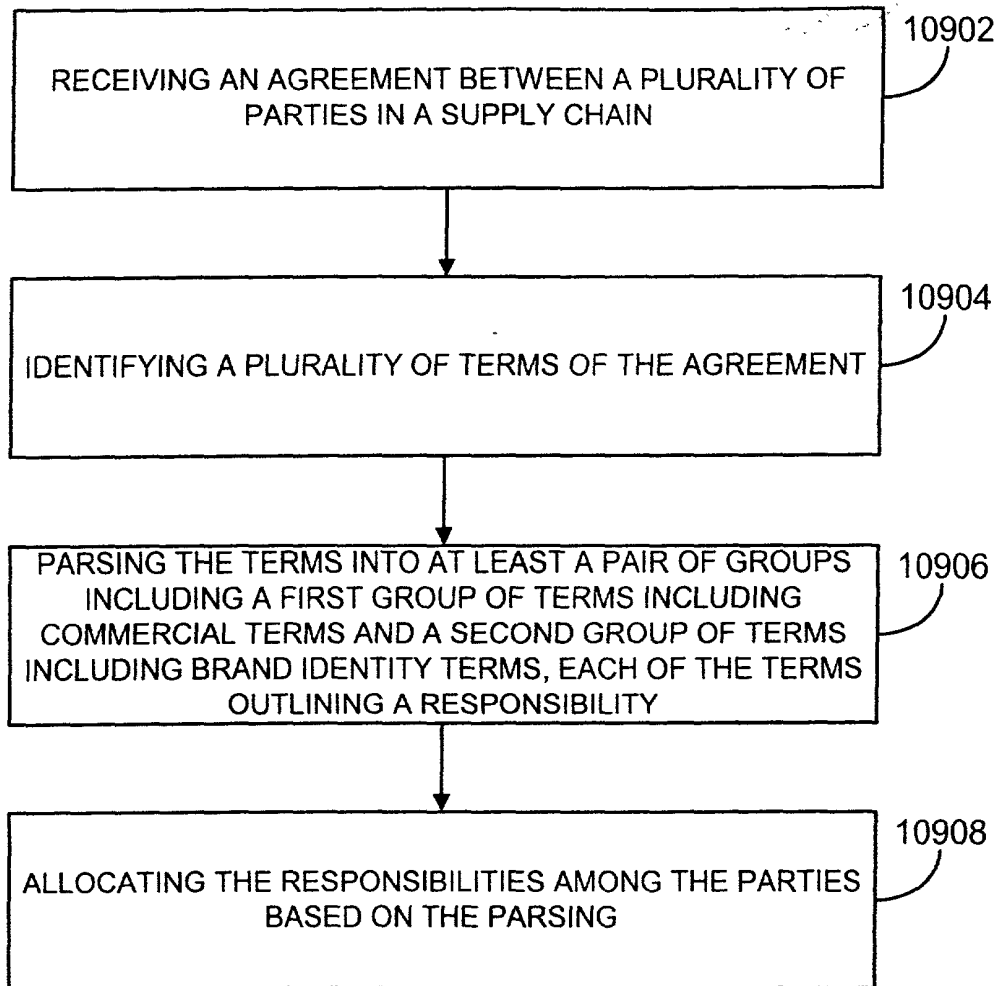 10902
RECEIVING AN AGREEMENT BETWEEN A PLURALITY OF
PARTIES IN A SUPPLY CHAIN
10904
IDENTIFYING A PLURALITY OF TERMS OF THE AGREEMENT
10906
PARSING THE TERMS INTO AT LEAST A PAIR OF GROUPS
INCLUDING A FIRST GROUP OF TERMS INCLUDING
COMMERCIAL TERMS AND A SECOND GROUP OF TERMS
INCLUDING BRAND IDENTITY TERMS, EACH OF THE TERMS
OUTLINING A RESPONSIBILITY
10908
ALLOCATING THE RESPONSIBILITIES AMONG THE PARTIES
BASED ON THE PARSING